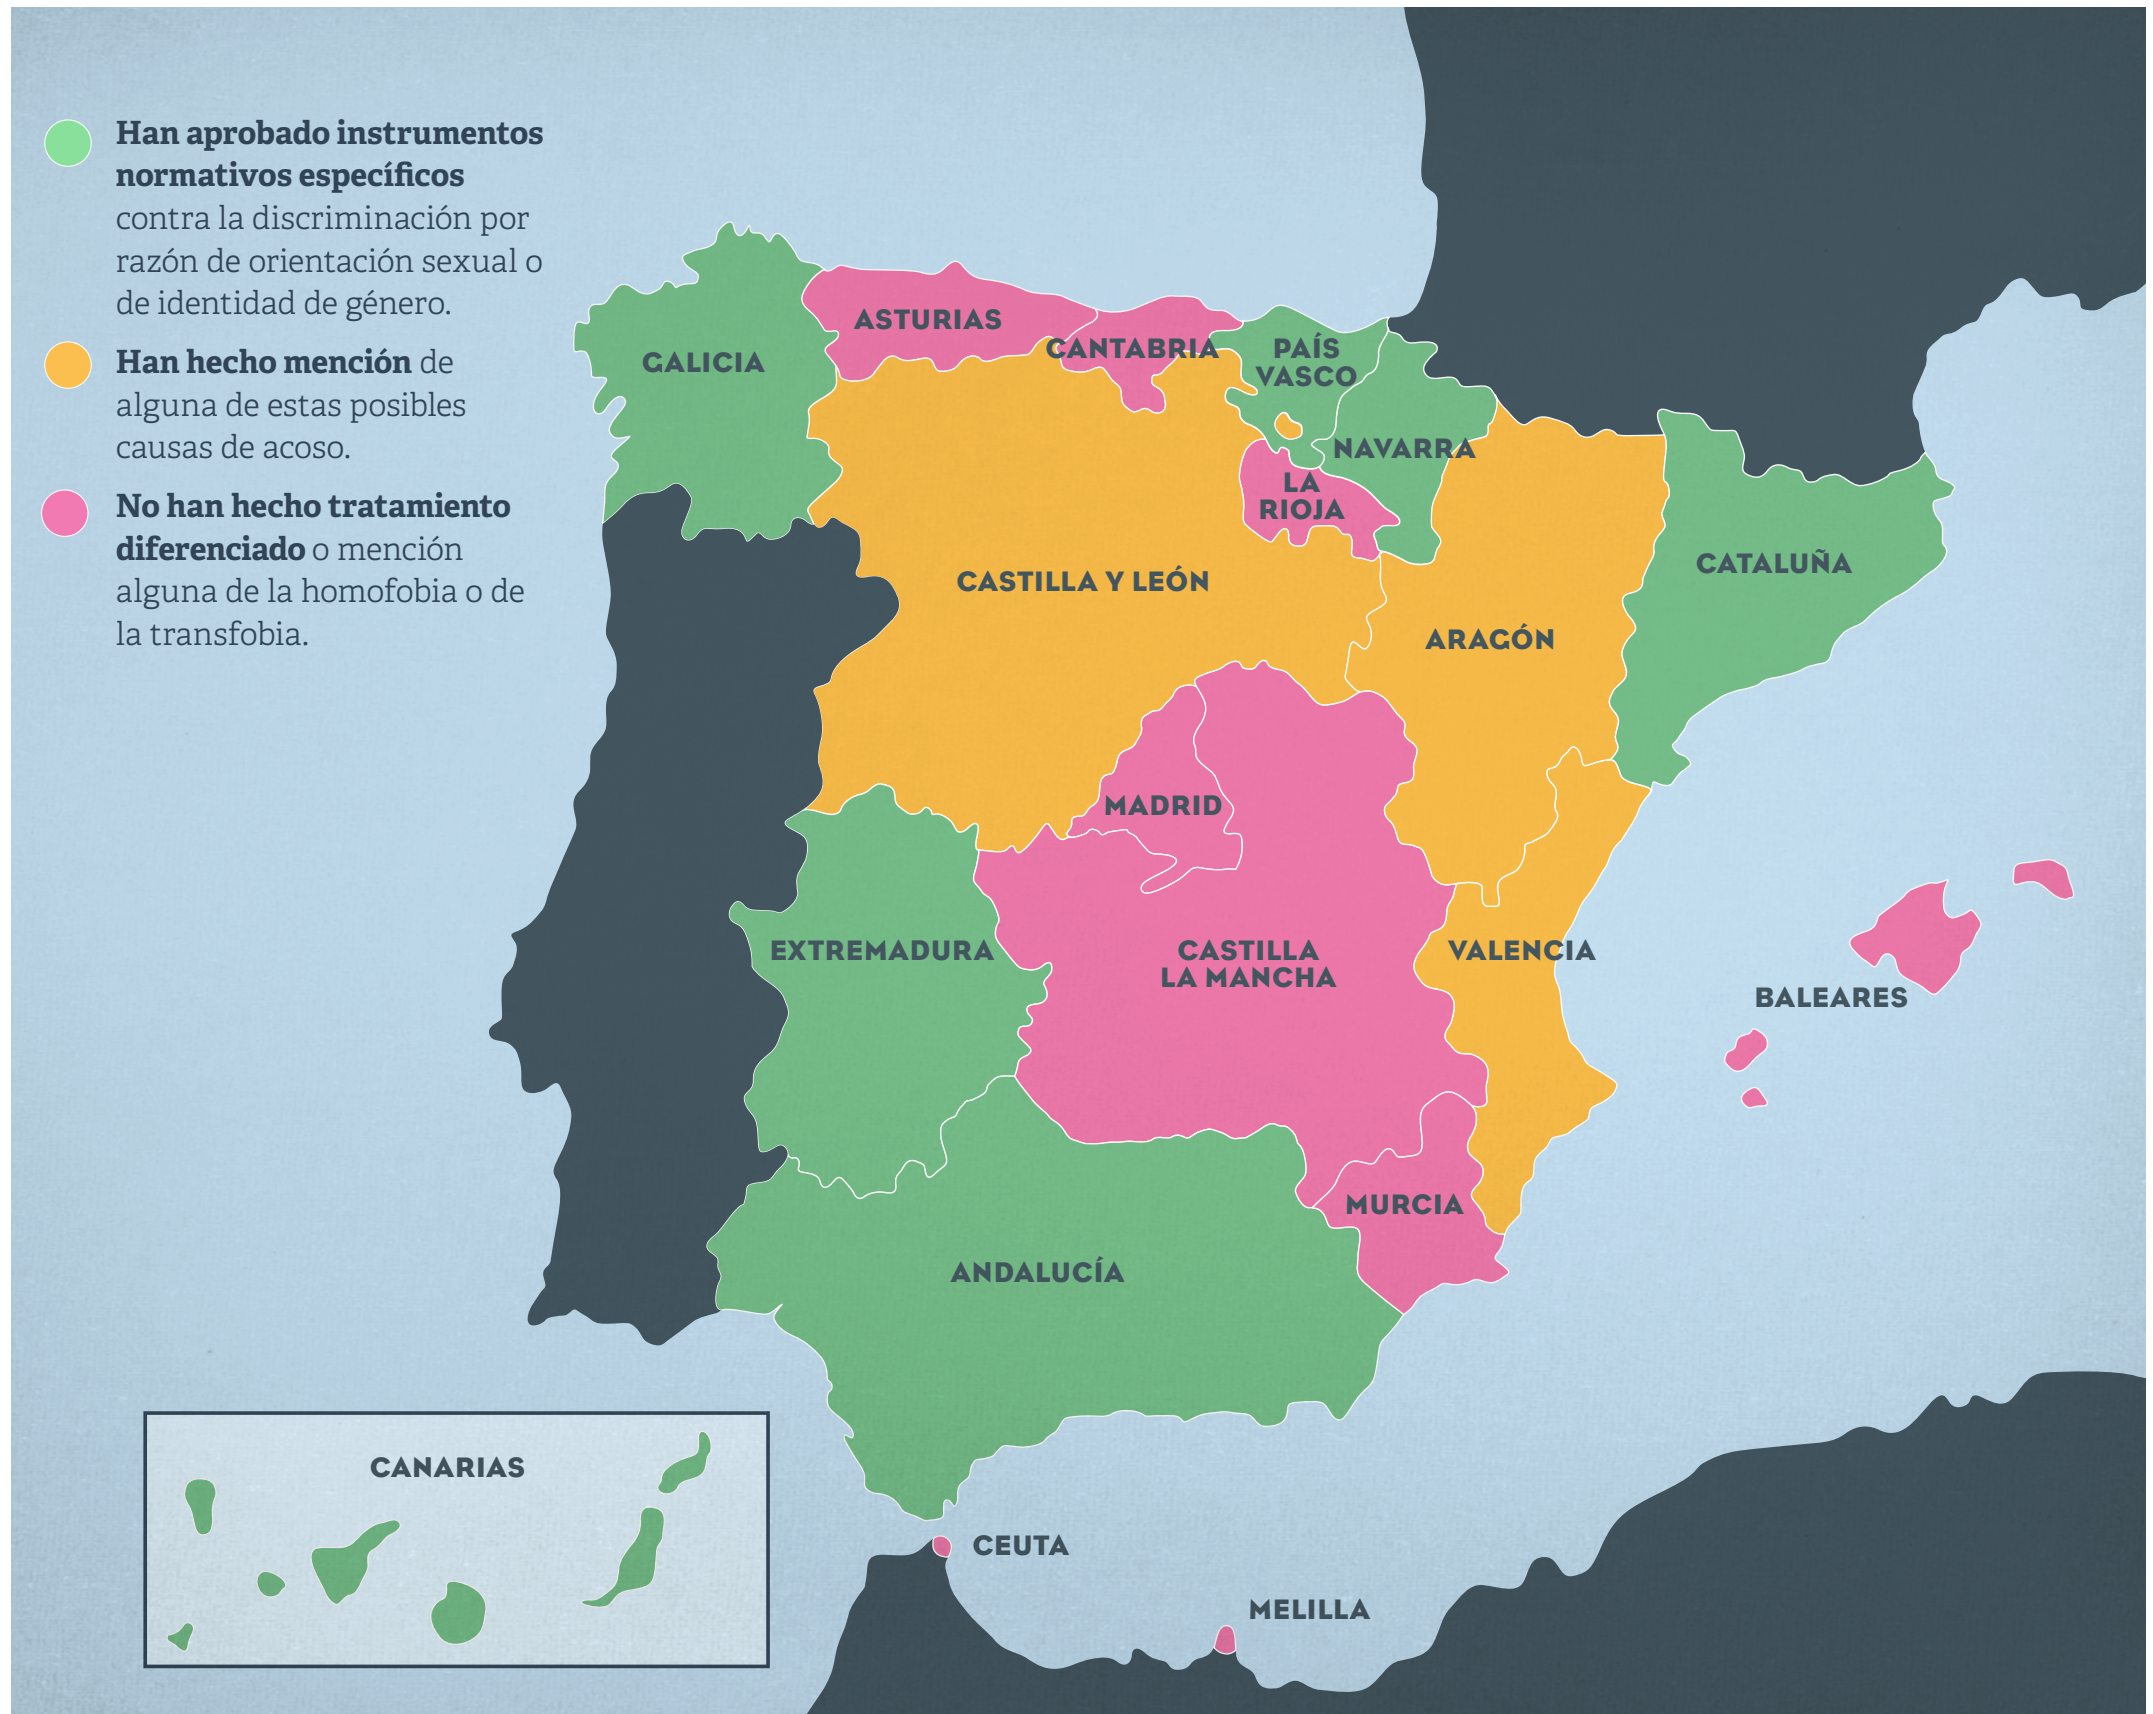 Han aprobado instrumentos
normativos específicos
contra la discriminación por
razón de orientación sexual o
de identidad de género.
Han hecho mención de
alguna de estas posibles
causas de acoso.
No han hecho tratamiento
diferenciado o mención
alguna de la homofobia o de
la transfobia.
ASTURIAS
CANTABRIA
PAÍS
VASCO
GALICIA
NAVARRA
LA
RIOJA
CATALUÑA
CASTILLA Y LEÓN
ARAGÓN
MADRID
EXTREMADURA
CASTILLA
LA MANCHA
VALENCIA
BALEARES
MURCIA
ANDALUCÍA
CANARIAS
CEUTA
MELILLA